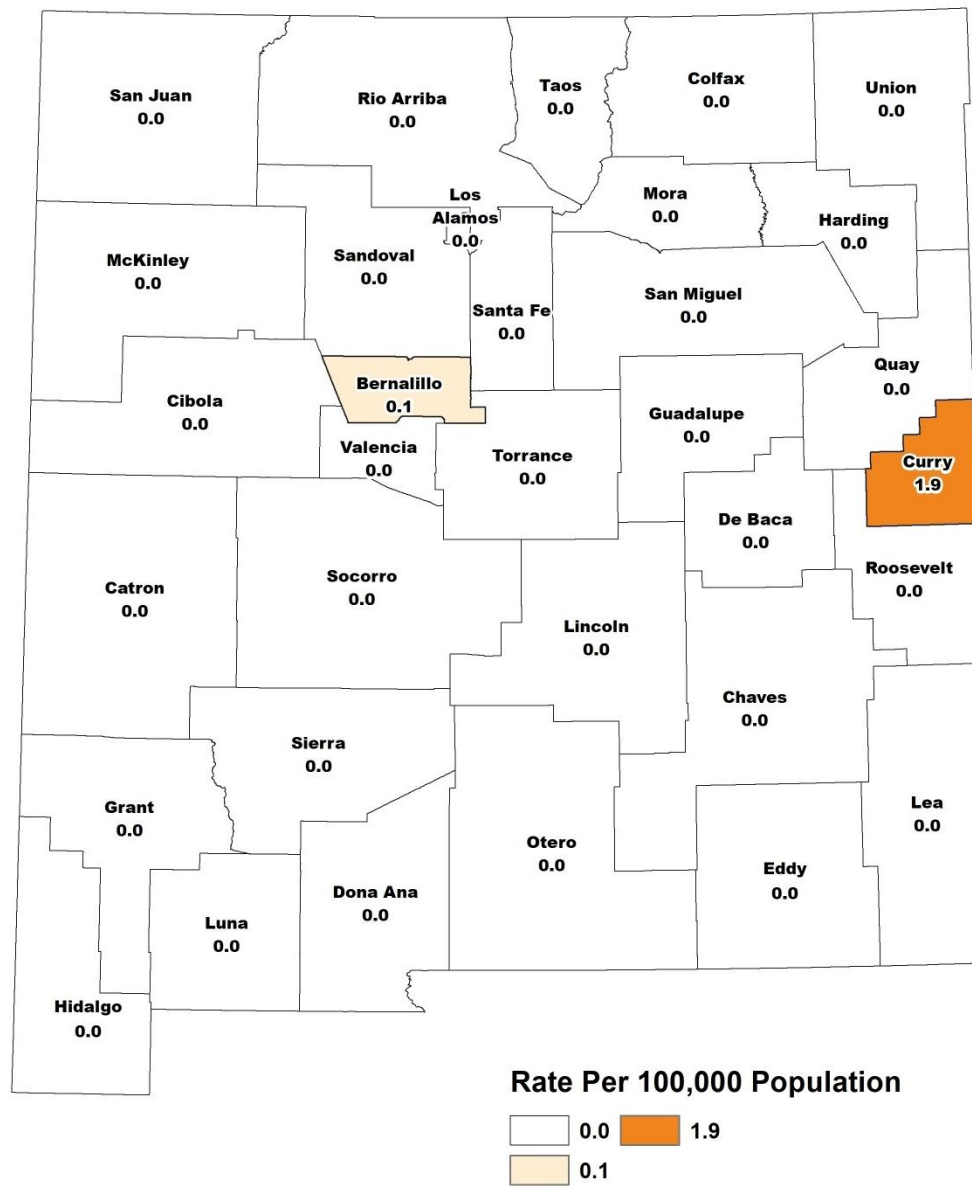 San Juan
0.0
Rio Arriba
0.0
Taos
0.0
Colfax
0.0
Union
0.0
Los
Alamos
0.0
Mora
0.0
Harding
0.0
McKinley
0.0
Sandoval
0.0
Santa Fe
0.0
San Miguel
0.0
Quay
0.0
Cibola
0.0
Bernalillo
0.1
Valencia
0.0
Torrance
0.0
Guadalupe
0.0
Curry
1.9
De Baca
0.0
Roosevelt
0.0
Catron
0.0
Socorro
0.0
Lincoln
0.0
Chaves
0.0
Sierra
0.0
Grant
0.0
Otero
0.0
Lea
0.0
Eddy
0.0
Dona Ana
0.0
Luna
0.0
Hidalgo
0.0
Rate Per 100,000 Population
0.0
1.9
0.1